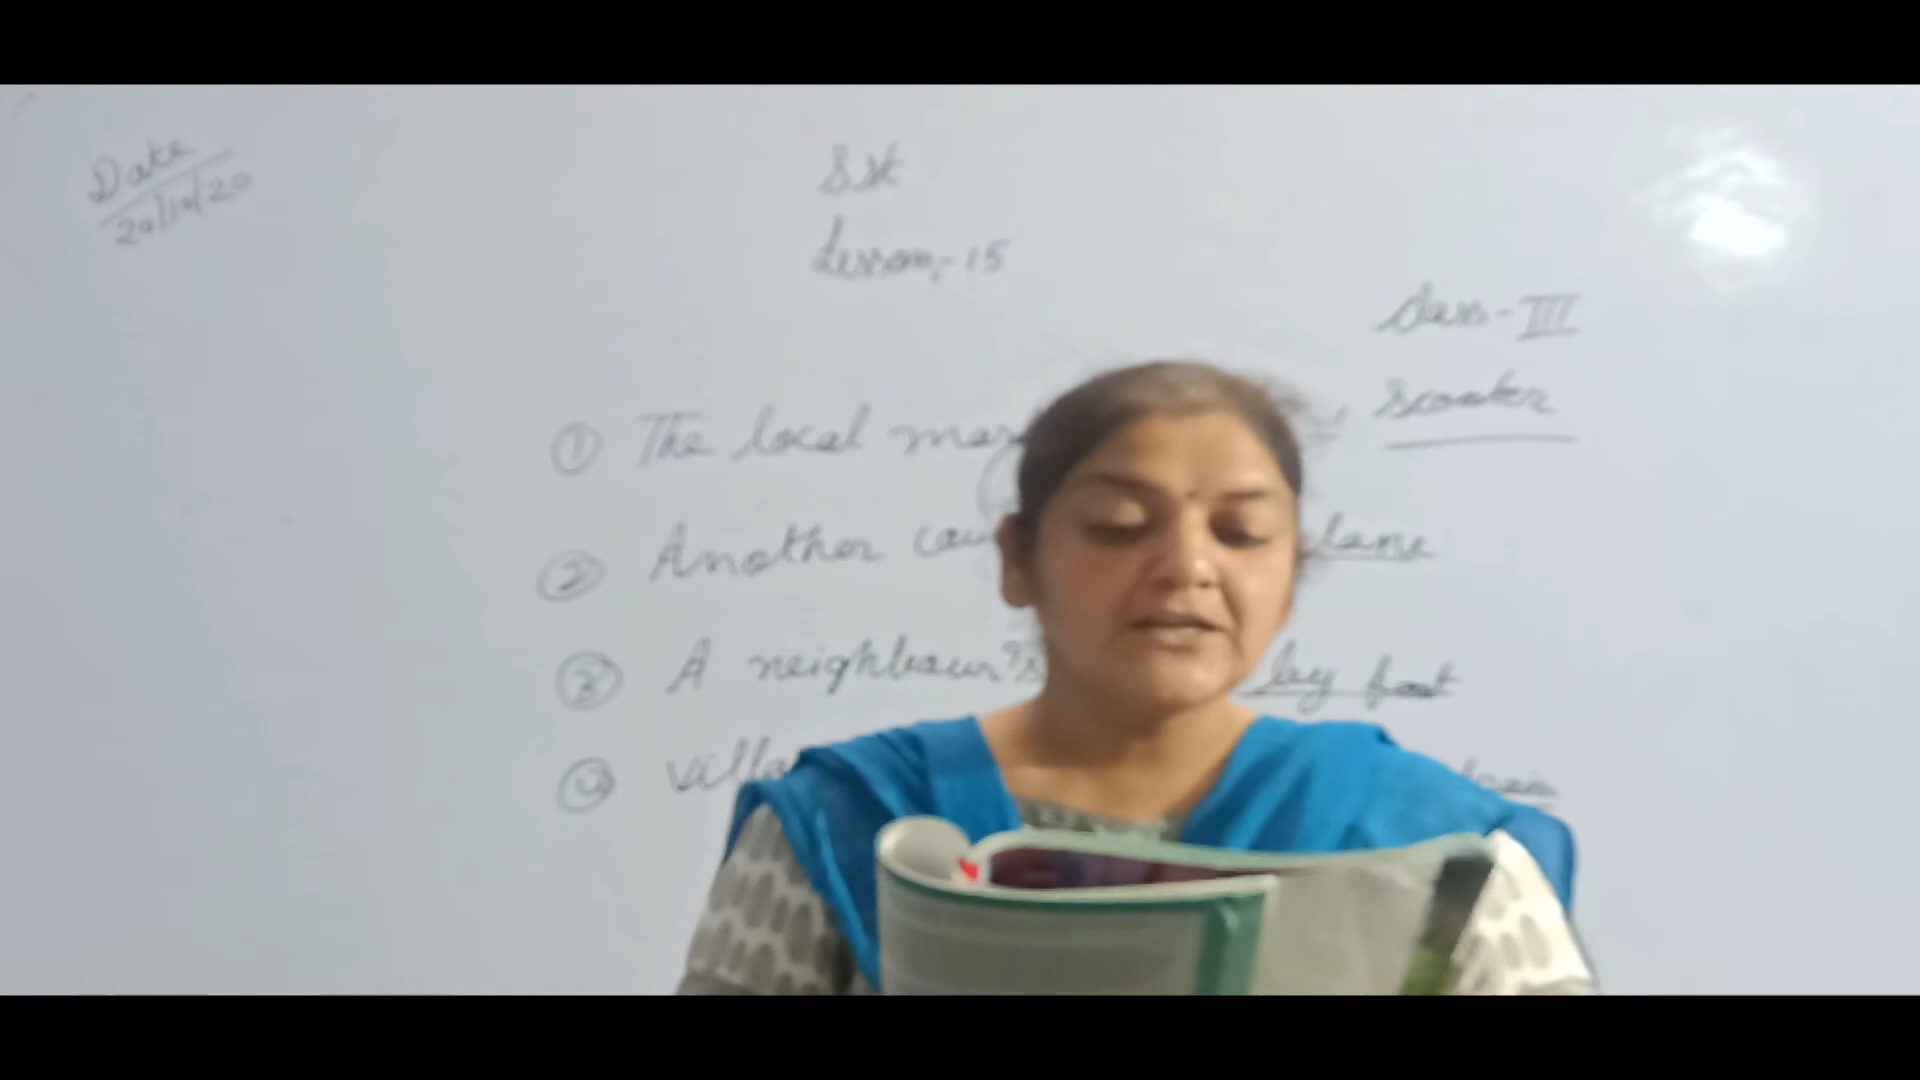 Date
20/10/20
SSt
Lesson-15
Class-III
① The local mar , scooter
② Another cou lane
③ A neighbour's by foot
④ Villa